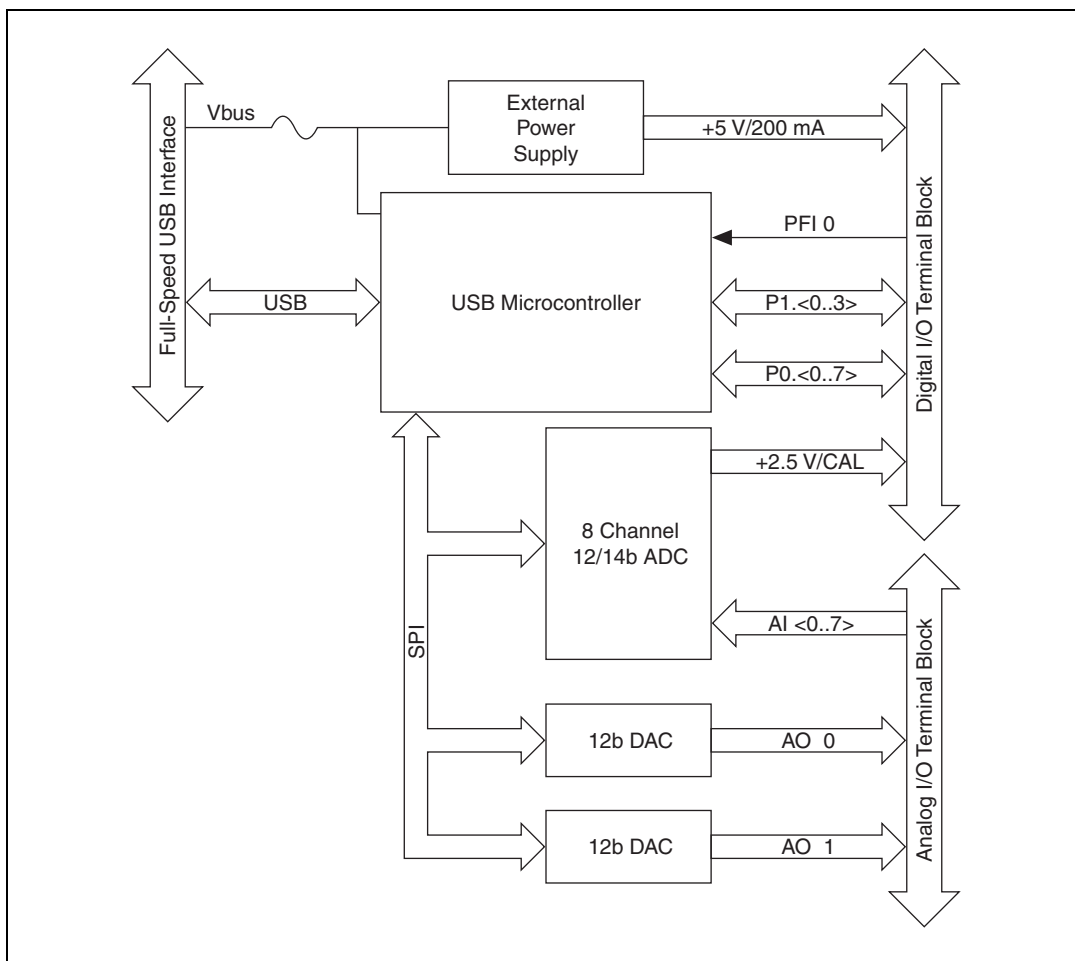 Vbus
External
Power
Supply
+5 V/200 mA
Full-Speed USB Interface
USB
USB Microcontroller
PFI 0
P1.<0..3>
P0.<0..7>
Digital I/O Terminal Block
+2.5 V/CAL
8 Channel
12/14b ADC
AI <0..7>
SPI
12b DAC
AO 0
12b DAC
AO 1
Analog I/O Terminal Block